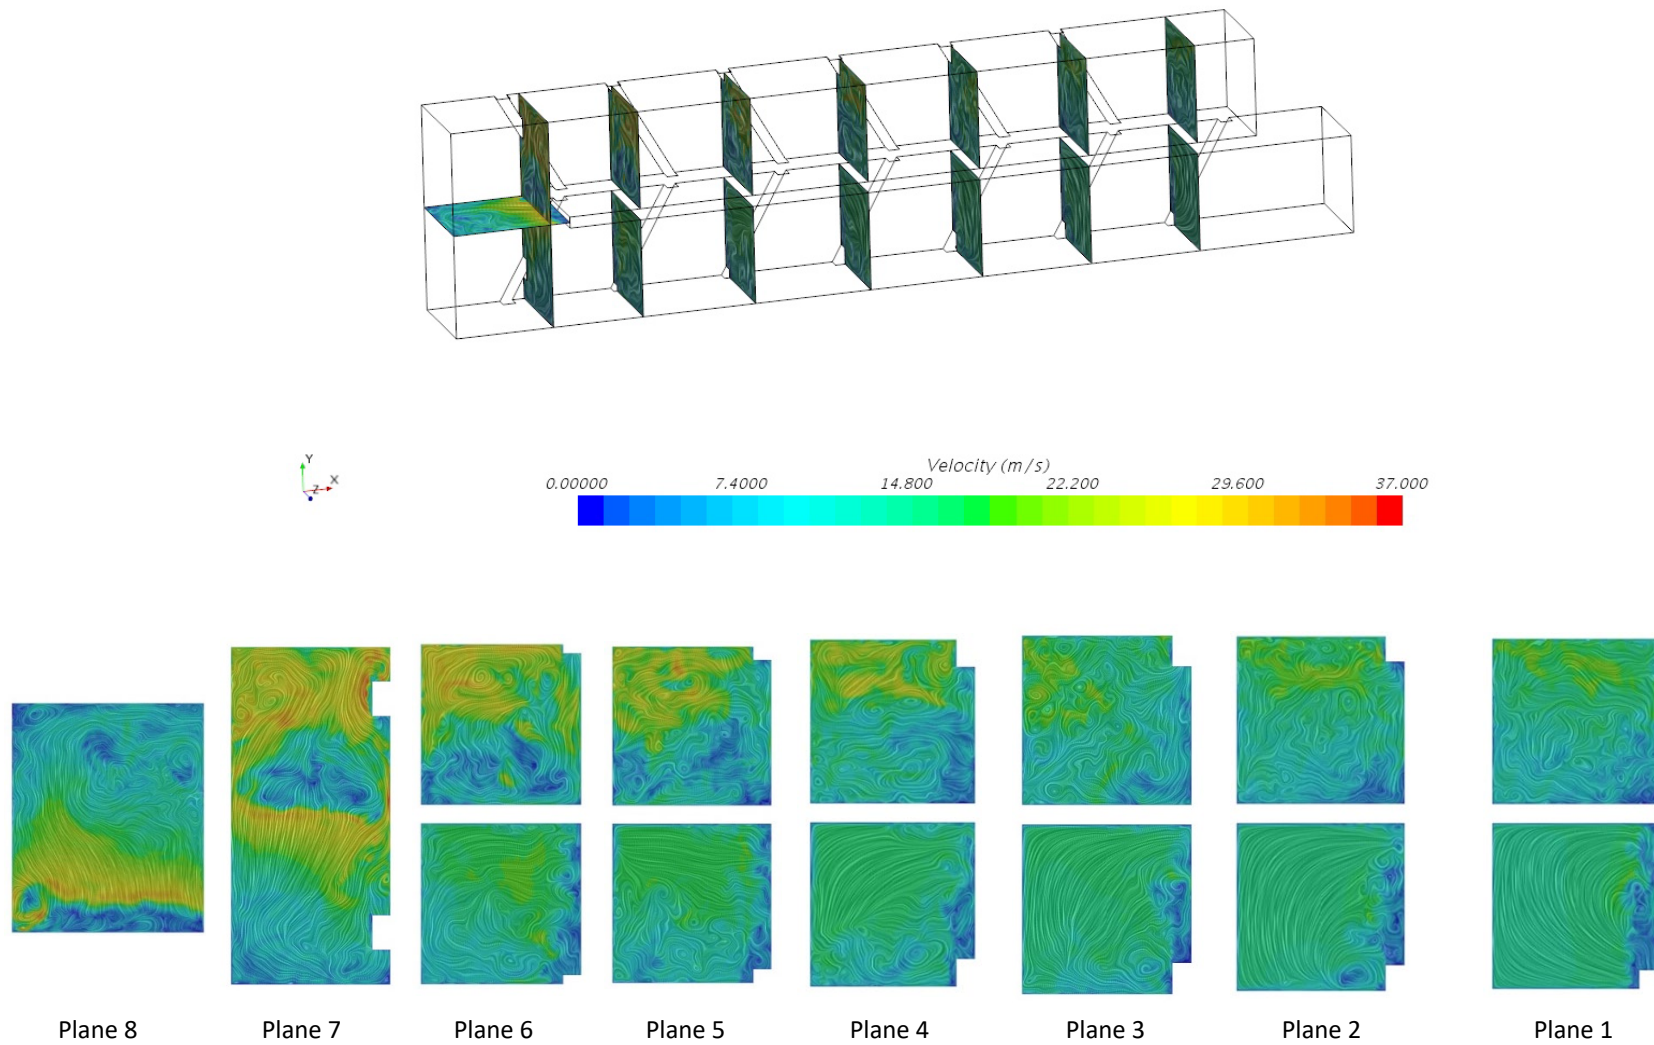 Y
X
Z
Velocity (m/s)
0.00000 7.4000 14.800 22.200 29.600 37.000
Plane 8 Plane 7 Plane 6 Plane 5 Plane 4 Plane 3 Plane 2 Plane 1